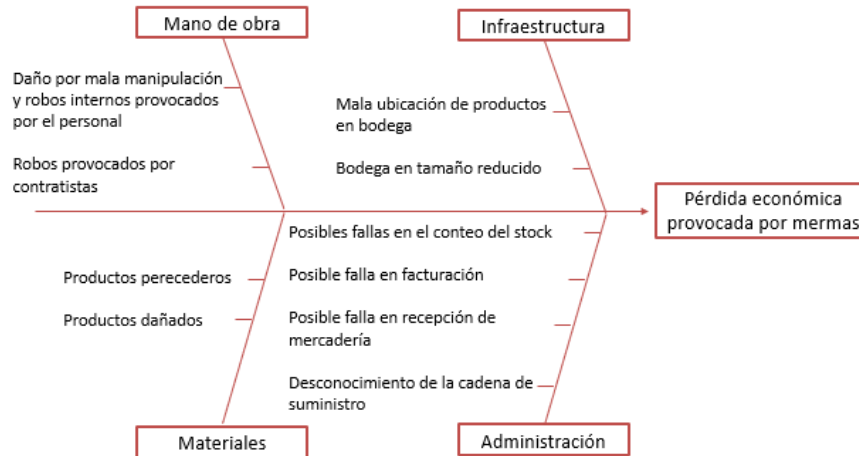 Mano de obra
Infraestructura
Daño por mala manipulación
y robos internos provocados
por el personal
Mala ubicación de productos
en bodega
Robos provocados por
contratistas
Bodega en tamaño reducido
Pérdida económica
provocada por mermas
Posibles fallas en el conteo del stock
Productos perecederos
Posible falla en facturación
Productos dañados
Posible falla en recepción de
mercadería
Desconocimiento de la cadena de
suministro
Materiales
Administración